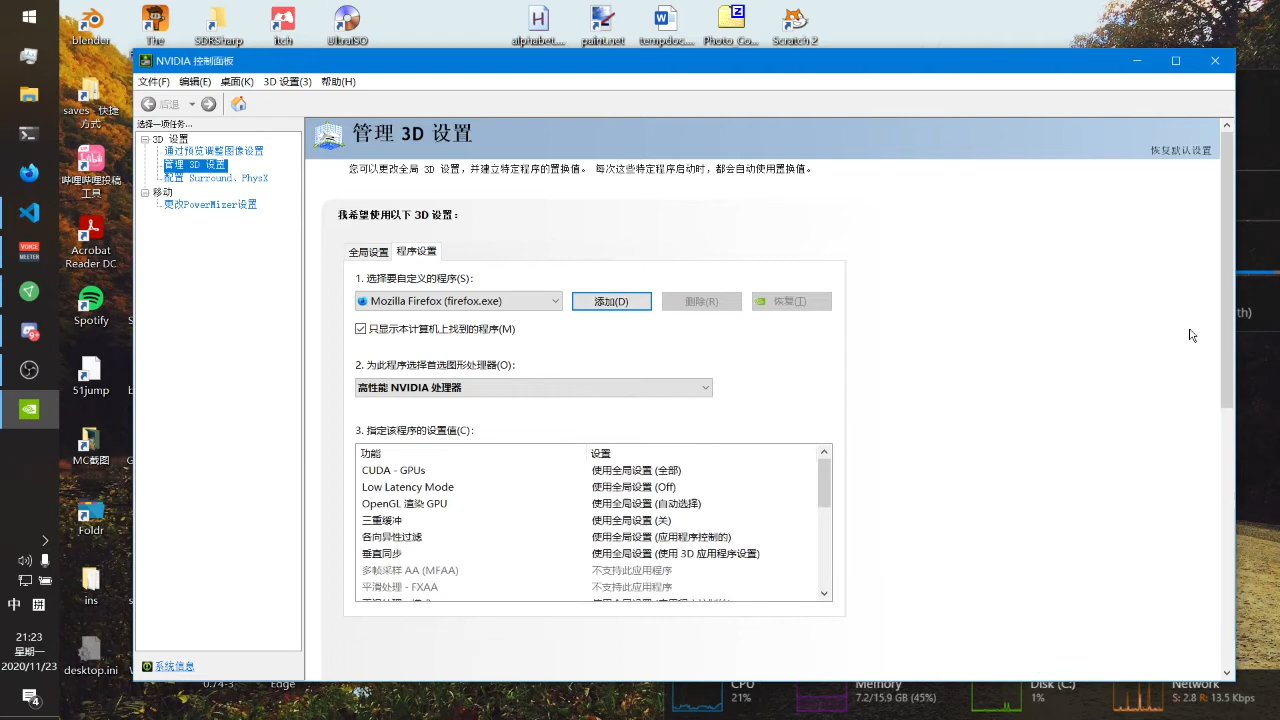 blender
The
SDRSharp
itch
UltraISO
alphabet...
paint.net
tempdoc...
Photo Co...
Scratch 2
NVIDIA 控制面板
文件(F) 编辑(E) 桌面(K) 3D 设置(3) 帮助(H)
后退
选择一项任务...
3D 设置
通过预览调整图像设置
管理 3D 设置
配置 Surround、PhysX
移动
更改PowerMizer设置
系统信息
管理 3D 设置
恢复默认设置
您可以更改全局 3D 设置，并建立特定程序的置换值。 每次这些特定程序启动时，都会自动使用置换值。
我希望使用以下 3D 设置：
全局设置 程序设置
1. 选择要自定义的程序(S):
Mozilla Firefox (firefox.exe)
添加(D)
删除(R)
恢复(T)
只显示本计算机上找到的程序(M)
2. 为此程序选择首选图形处理器(O):
高性能 NVIDIA 处理器
3. 指定该程序的设置值(C):
功能 设置
CUDA - GPUs 使用全局设置 (全部)
Low Latency Mode 使用全局设置 (Off)
OpenGL 渲染 GPU 使用全局设置 (自动选择)
三重缓冲 使用全局设置 (关)
各向异性过滤 使用全局设置 (应用程序控制的)
垂直同步 使用全局设置 (使用 3D 应用程序设置)
多帧采样 AA (MFAA) 不支持此应用程序
平滑处理 - FXAA 不支持此应用程序
saves - 快捷
方式
哔哩哔哩投稿
工具
Acrobat
Reader DC
Spotify
51jump
MC截图
Foldr
ins
desktop.ini
VOICE
MEETER
中
21:23
星期一
2020/11/23
4
0.74-3
Edge
CPU
21%
Memory
7.2/15.9 GB (45%)
Disk (C:)
1%
Network
S: 2.8 R: 13.5 Kbps